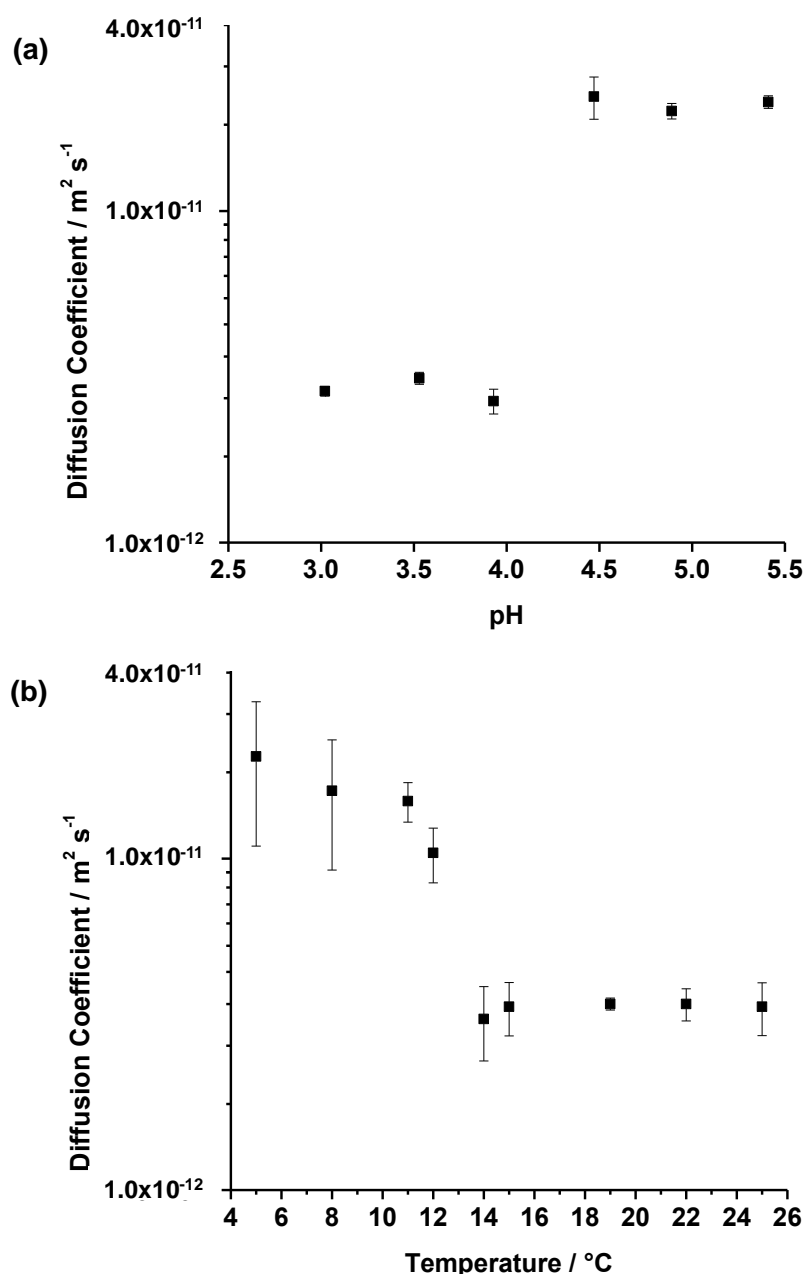 (a)
4.0x10⁻¹¹
1.0x10⁻¹¹
1.0x10⁻¹²
Diffusion Coefficient / m² s⁻¹
2.5 3.0 3.5 4.0 4.5 5.0 5.5
pH
(b)
4.0x10⁻¹¹
1.0x10⁻¹¹
1.0x10⁻¹²
Diffusion Coefficient / m² s⁻¹
4 6 8 10 12 14 16 18 20 22 24 26
Temperature / °C